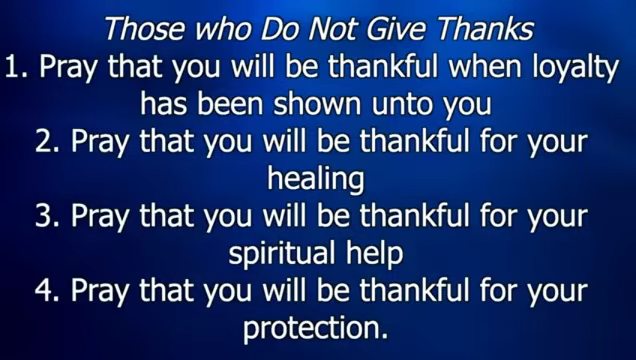 Those who Do Not Give Thanks
1. Pray that you will be thankful when loyalty
has been shown unto you
2. Pray that you will be thankful for your
healing
3. Pray that you will be thankful for your
spiritual help
4. Pray that you will be thankful for your
protection.